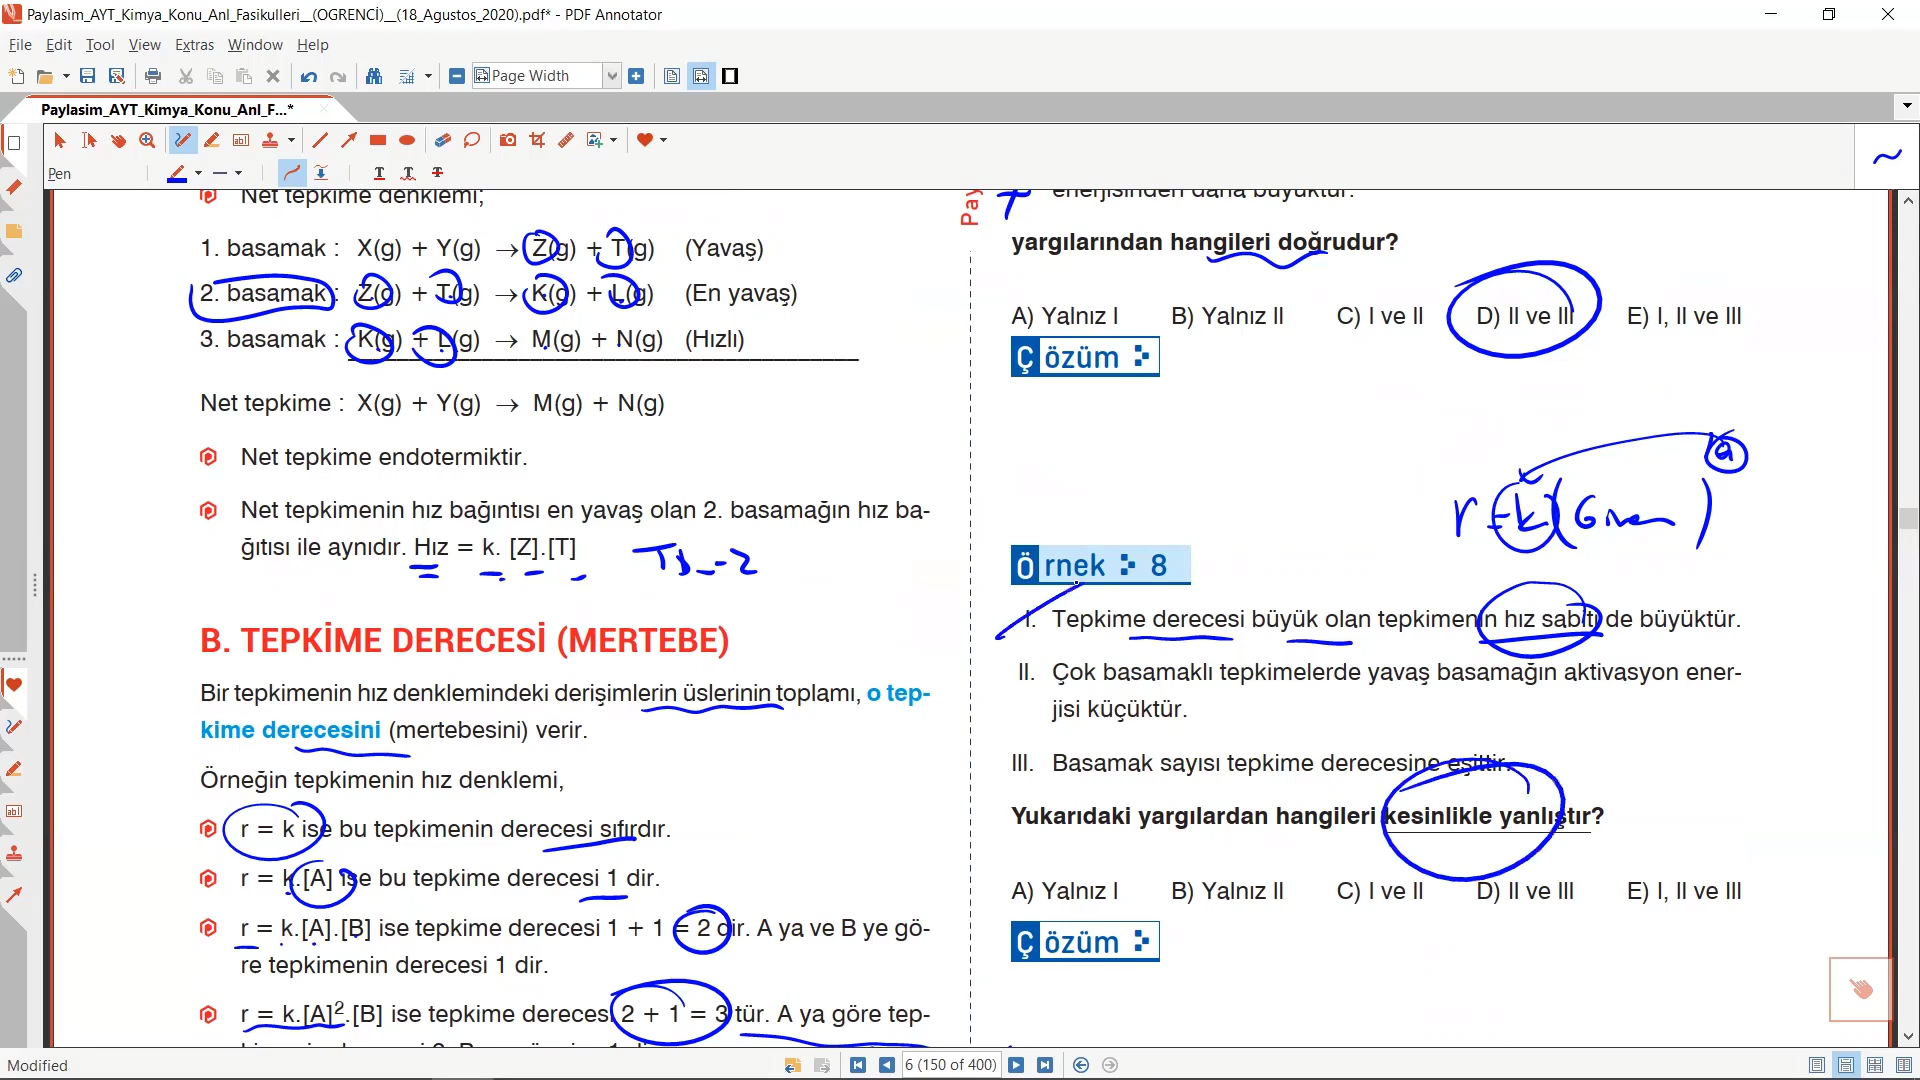 Paylasim_AYT_Kimya_Konu_Anl_Fasikulleri__(OGRENCİ)__(18_Agustos_2020).pdf* - PDF Annotator
File Edit Tool View Extras Window Help
Page Width
Paylasim_AYT_Kimya_Konu_Anl_F...*
Pen
Net tepkime denklemi;
1. basamak : X(g) + Y(g) → Z(g) + T(g) (Yavaş)
2. basamak : Z(g) + T(g) → K(g) + L(g) (En yavaş)
3. basamak : K(g) + L(g) → M(g) + N(g) (Hızlı)
Net tepkime : X(g) + Y(g) → M(g) + N(g)
Net tepkime endotermiktir.
Net tepkimenin hız bağıntısı en yavaş olan 2. basamağın hız ba-
ğıtısı ile aynıdır. Hız = k. [Z].[T]
B. TEPKİME DERECESİ (MERTEBE)
Bir tepkimenin hız denklemindeki derişimlerin üslerinin toplamı, o tep-
kime derecesini (mertebesini) verir.
Örneğin tepkimenin hız denklemi,
r = k ise bu tepkimenin derecesi sıfırdır.
r = k.[A] ise bu tepkime derecesi 1 dir.
r = k.[A].[B] ise tepkime derecesi 1 + 1 = 2 dir. A ya ve B ye gö-
re tepkimenin derecesi 1 dir.
r = k.[A]².[B] ise tepkime derecesi 2 + 1 = 3 tür. A ya göre tep-
Pay
enerjisinden daha büyüktür.
yargılarından hangileri doğrudur?
A) Yalnız I B) Yalnız II C) I ve II D) II ve III E) I, II ve III
Çözüm
a
r = k (Giren)
Örnek 8
I. Tepkime derecesi büyük olan tepkimenin hız sabiti de büyüktür.
II. Çok basamaklı tepkimelerde yavaş basamağın aktivasyon ener-
jisi küçüktür.
III. Basamak sayısı tepkime derecesine eşittir.
Yukarıdaki yargılardan hangileri kesinlikle yanlıştır?
A) Yalnız I B) Yalnız II C) I ve II D) II ve III E) I, II ve III
Çözüm
Modified
6 (150 of 400)